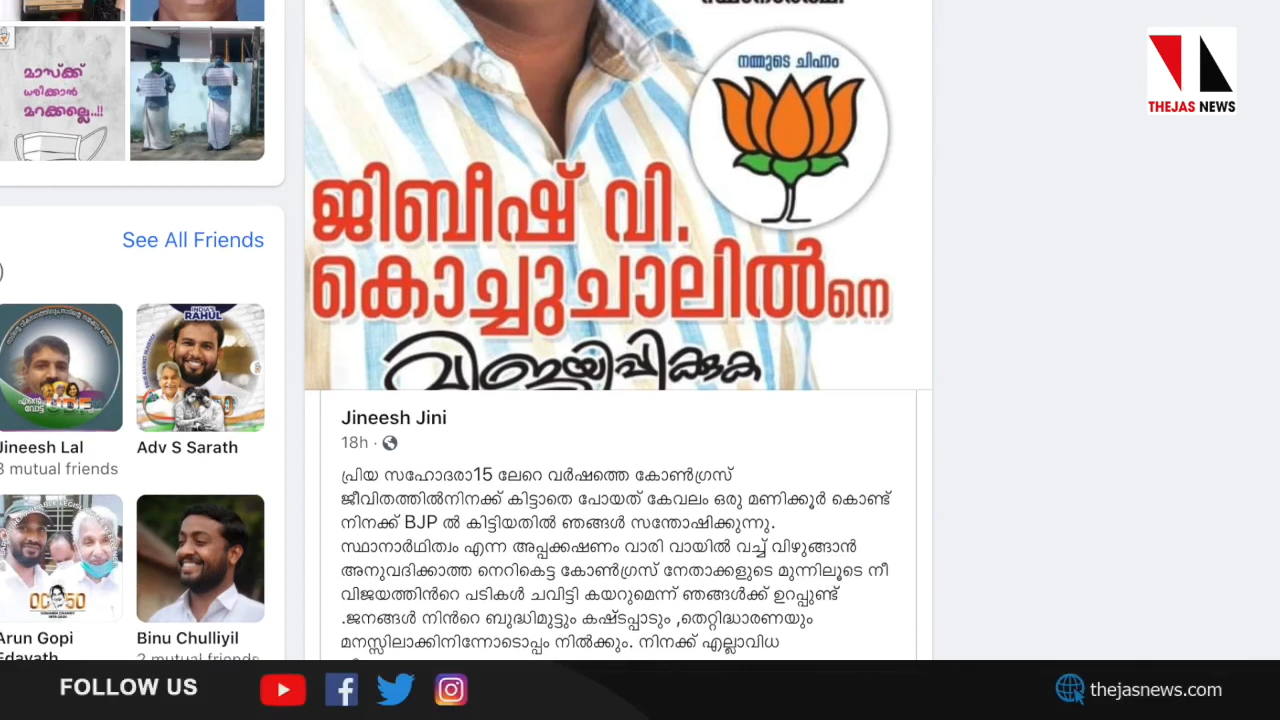 മാസ്ക്ക്
ധരിക്കാൻ
മറക്കല്ലെ..!!
See All Friends
INDIA'S
RAHUL
Jineesh Lal
3 mutual friends
Adv S Sarath
Arun Gopi
Edavath
Binu Chulliyil
2 mutual friends
നമ്മുടെ ചിഹ്നം
ജിബീഷ് വി.
കൊച്ചുചാലിൽനെ
വിജയിപ്പിക്കുക
Jineesh Jini
18h ·
പ്രിയ സഹോദരാ15 ലേറെ വർഷത്തെ കോൺഗ്രസ്
ജീവിതത്തിൽനിനക്ക് കിട്ടാതെ പോയത് കേവലം ഒരുമണിക്കൂർ കൊണ്ട്
നിനക്ക് BJP ൽ കിട്ടിയതിൽ ഞങ്ങൾ സന്തോഷിക്കുന്നു.
സ്ഥാനാർഥിത്വം എന്ന അപ്പക്കഷണം വാരി വായിൽ വച്ച് വിഴുങ്ങാൻ
അനുവദിക്കാത്ത നെറികെട്ട കോൺഗ്രസ് നേതാക്കളുടെ മുന്നിലൂടെ നീ
വിജയത്തിൻറെ പടികൾ ചവിട്ടി കയറുമെന്ന് ഞങ്ങൾക്ക് ഉറപ്പുണ്ട്
.ജനങ്ങൾ നിൻറെ ബുദ്ധിമുട്ടും കഷ്ടപ്പാടും ,തെറ്റിദ്ധാരണയും
മനസ്സിലാക്കിനിന്നോടൊപ്പം നിൽക്കും. നിനക്ക് എല്ലാവിധ
THEJAS NEWS
FOLLOW US
thejasnews.com